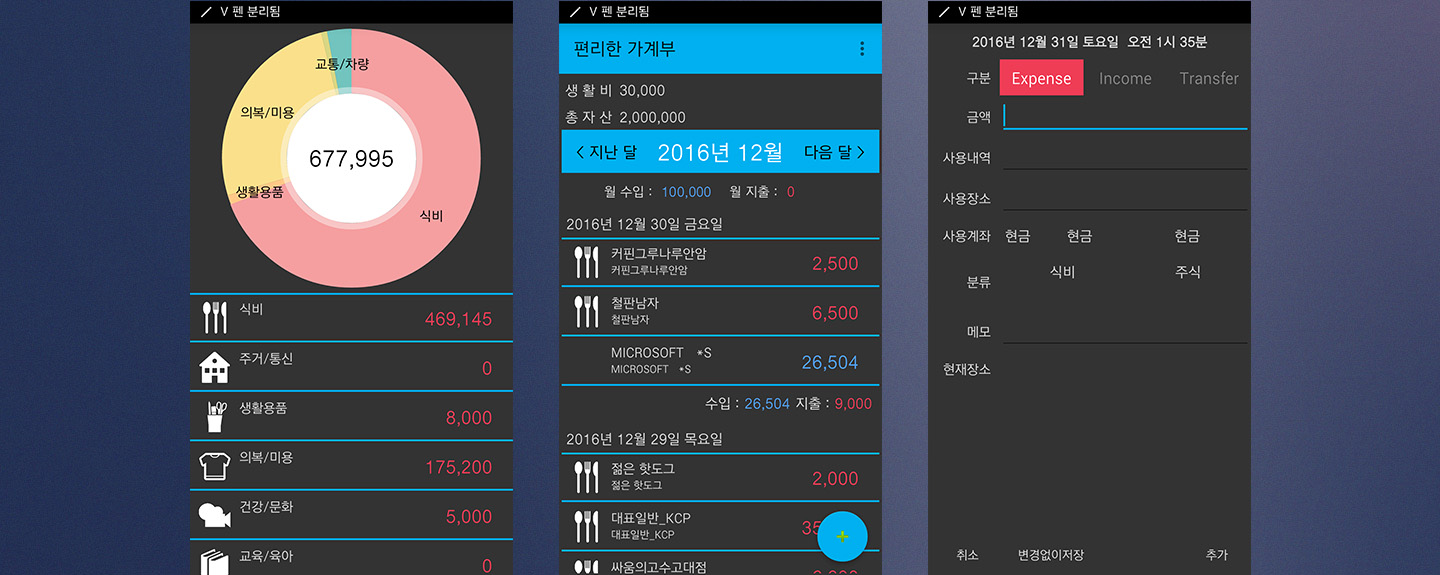 V 펜 분리됨
교통/차량
의복/미용
677,995
생활용품
식비
식비
469,145
주거/통신
0
생활용품
8,000
의복/미용
175,200
건강/문화
5,000
교육/육아
0
V 펜 분리됨
편리한 가계부
생 활 비 30,000
총 자 산 2,000,000
< 지난 달 2016년 12월 다음 달 >
월 수입 : 100,000 월 지출 : 0
2016년 12월 30일 금요일
커핀그루나루안암
커핀그루나루안암
2,500
철판남자
철판남자
6,500
MICROSOFT *S
MICROSOFT *S
26,504
수입 : 26,504 지출 : 9,000
2016년 12월 29일 목요일
젊은 핫도그
젊은 핫도그
2,000
대표일반_KCP
대표일반_KCP
+
싸움의고수고대점
V 펜 분리됨
2016년 12월 31일 토요일 오전 1시 35분
구분 Expense Income Transfer
금액
사용내역
사용장소
사용계좌 현금 현금 현금
식비 주식
분류
메모
현재장소
취소 변경없이저장 추가